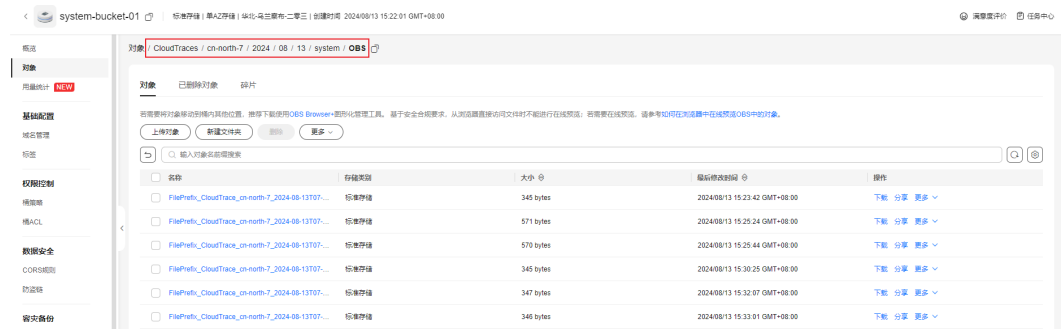 system-bucket-01 标准存储 | 单AZ存储 | 华北-乌兰察布-二零三 | 创建时间 2024/08/13 15:22:01 GMT+08:00 满意度评价 任务中心
概览
对象
用量统计 NEW
基础配置
域名管理
标签
权限控制
桶策略
桶ACL
数据安全
CORS规则
防盗链
容灾备份
对象 / CloudTraces / cn-north-7 / 2024 / 08 / 13 / system / OBS
对象 已删除对象 碎片
若需要将对象移动到桶内其他位置，推荐下载使用OBS Browser+图形化管理工具。 基于安全合规要求，从浏览器直接访问文件时不能进行在线预览；若需要在线预览，请参考如何在浏览器中在线预览OBS中的对象。
上传对象 新建文件夹 删除 更多
输入对象名前缀搜索
名称 存储类别 大小 最后修改时间 操作
FilePrefix_CloudTrace_cn-north-7_2024-08-13T07-... 标准存储 345 bytes 2024/08/13 15:23:42 GMT+08:00 下载 分享 更多
FilePrefix_CloudTrace_cn-north-7_2024-08-13T07-... 标准存储 571 bytes 2024/08/13 15:25:24 GMT+08:00 下载 分享 更多
FilePrefix_CloudTrace_cn-north-7_2024-08-13T07-... 标准存储 570 bytes 2024/08/13 15:25:44 GMT+08:00 下载 分享 更多
FilePrefix_CloudTrace_cn-north-7_2024-08-13T07-... 标准存储 345 bytes 2024/08/13 15:30:25 GMT+08:00 下载 分享 更多
FilePrefix_CloudTrace_cn-north-7_2024-08-13T07-... 标准存储 347 bytes 2024/08/13 15:32:07 GMT+08:00 下载 分享 更多
FilePrefix_CloudTrace_cn-north-7_2024-08-13T07-... 标准存储 346 bytes 2024/08/13 15:33:01 GMT+08:00 下载 分享 更多